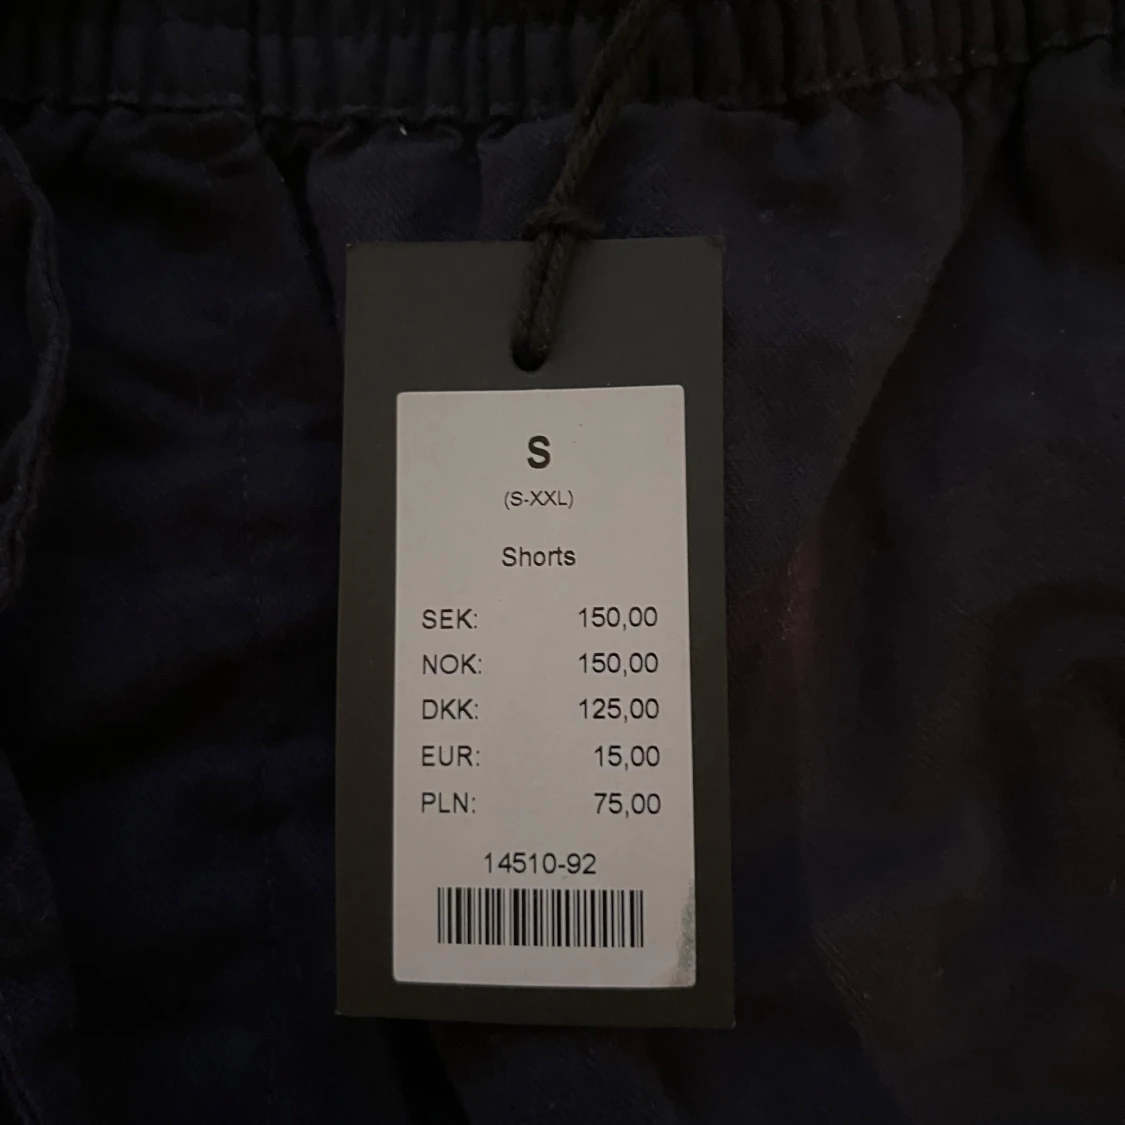 S
(S-XXL)
Shorts
SEK: 150,00
NOK: 150,00
DKK: 125,00
EUR: 15,00
PLN: 75,00
14510-92